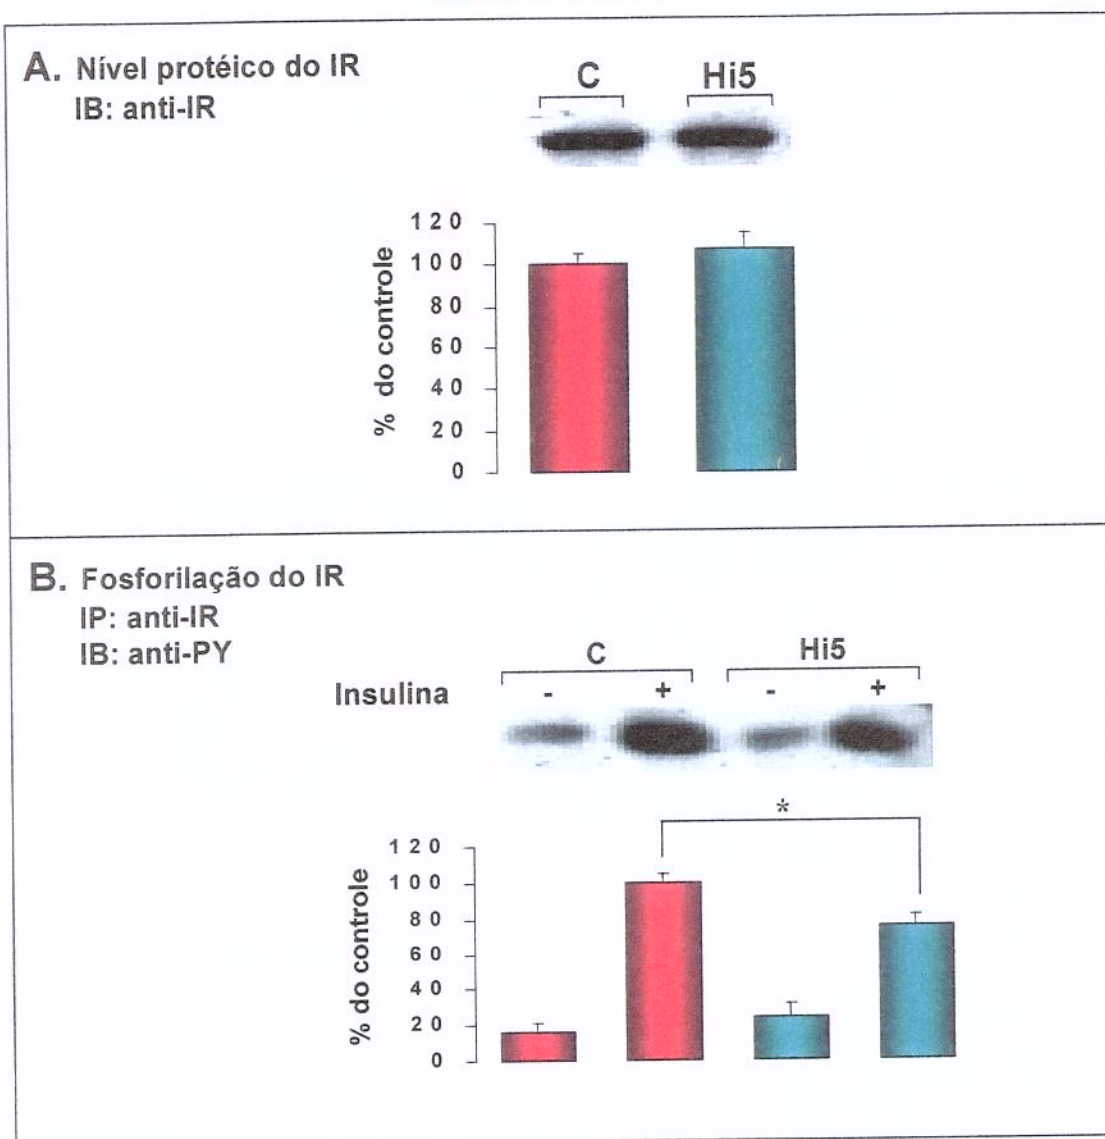 A. Nível protéico do IR
IB: anti-IR
C Hi5
% do controle
120
100
80
60
40
20
0
B. Fosforilação do IR
IP: anti-IR
IB: anti-PY
C Hi5
Insulina - + - +
*
% do controle
120
100
80
60
40
20
0